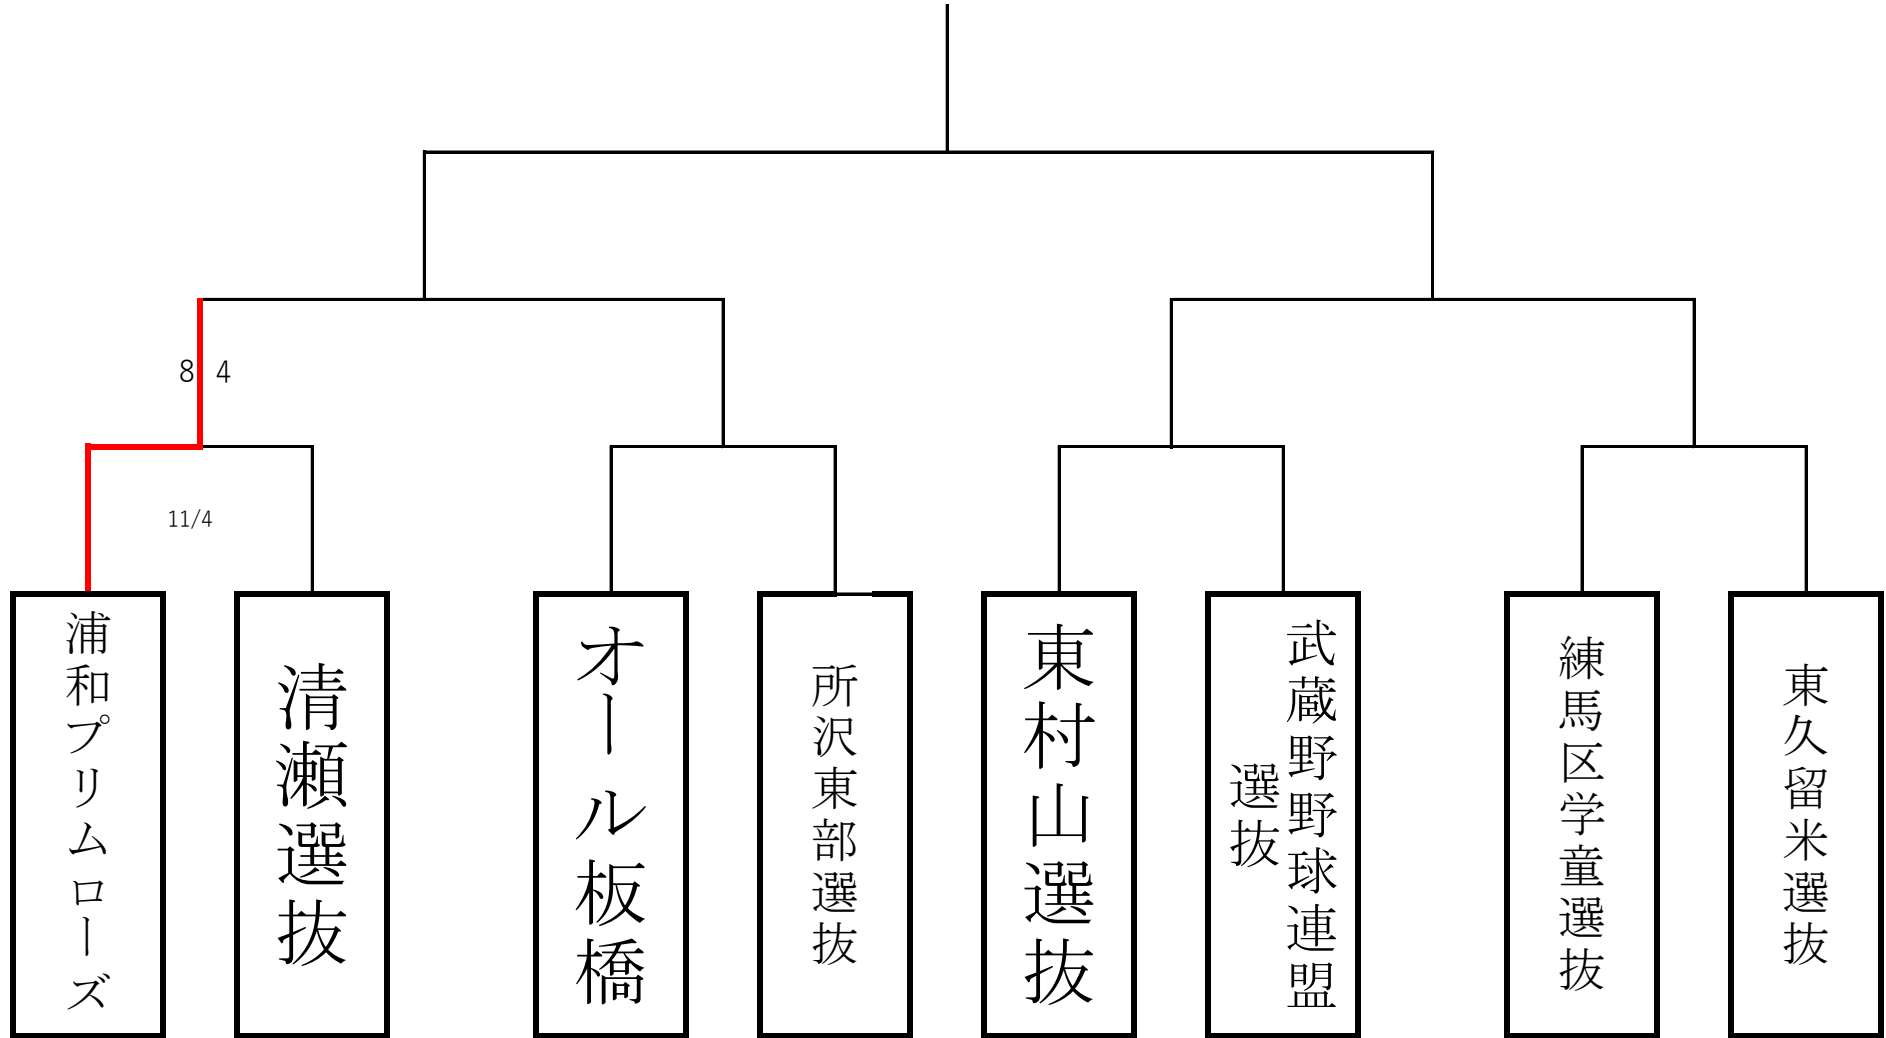 8 4
11/4
浦和プリムローズ
清瀬選抜
オール板橋
所沢東部選抜
東村山選抜
武蔵野野球連盟
選抜
練馬区学童選抜
東久留米選抜